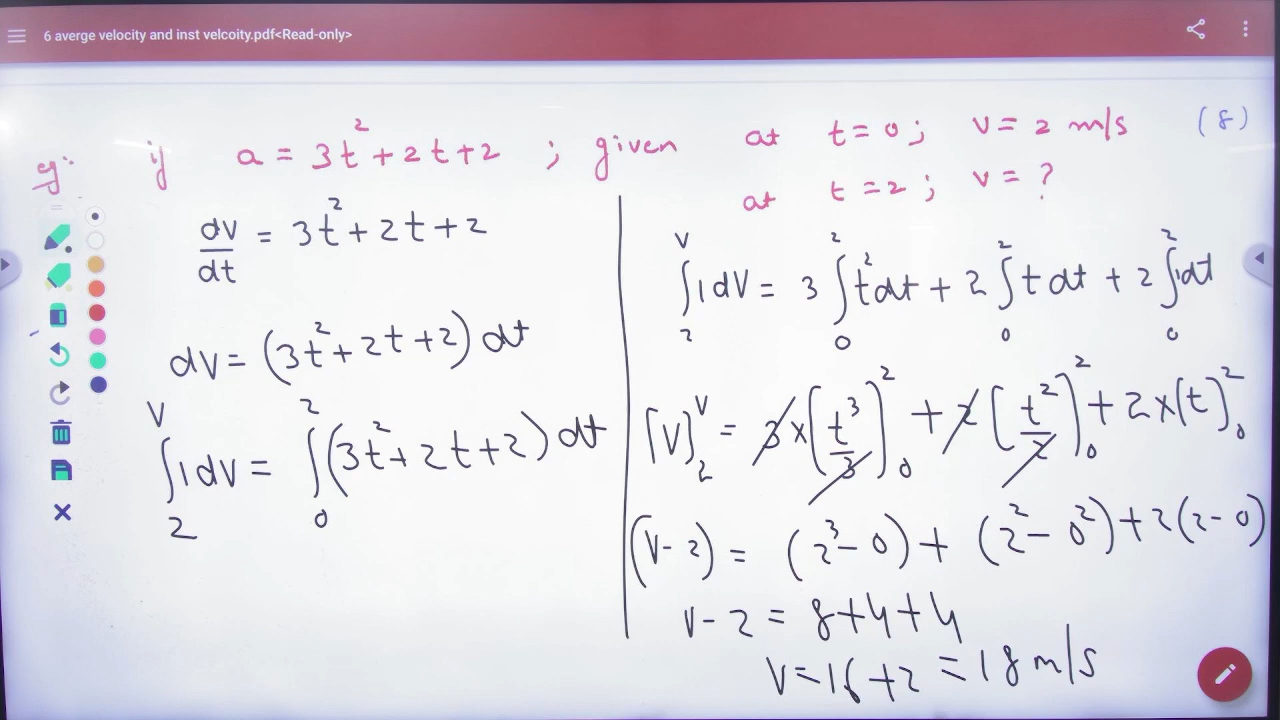 6 averge velocity and inst velcoity.pdf<Read-only>
eg: if a = 3t² + 2t + 2 ; given at t = 0 ; v = 2 m/s (8)
at t = 2 ; v = ?
dv/dt = 3t² + 2t + 2
dv = (3t² + 2t + 2) dt
∫₂^V 1 dv = ∫₀² (3t² + 2t + 2) dt
∫₂^V 1 dV = 3 ∫₀² t² dt + 2 ∫₀² t dt + 2 ∫₀² 1 dt
[V]₂^V = 3 × (t³/3)₀² + 2 [t²/2)₀² + 2 × (t)₀²
(V - 2) = (2³ - 0) + (2² - 0²) + 2(2 - 0)
V - 2 = 8 + 4 + 4
V = 16 + 2 = 18 m/s